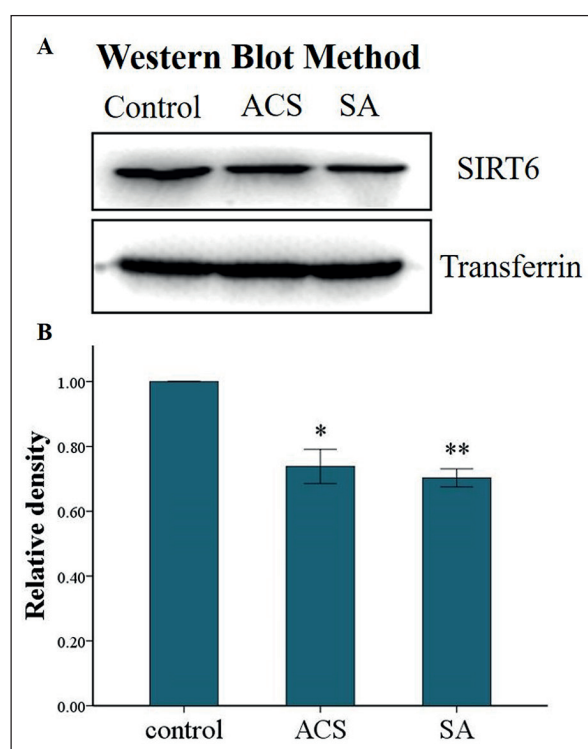 A
Western Blot Method
Control ACS SA
SIRT6
Transferrin
B
Relative density
1.00
0.80
0.60
0.40
0.20
0.00
*
**
control ACS SA